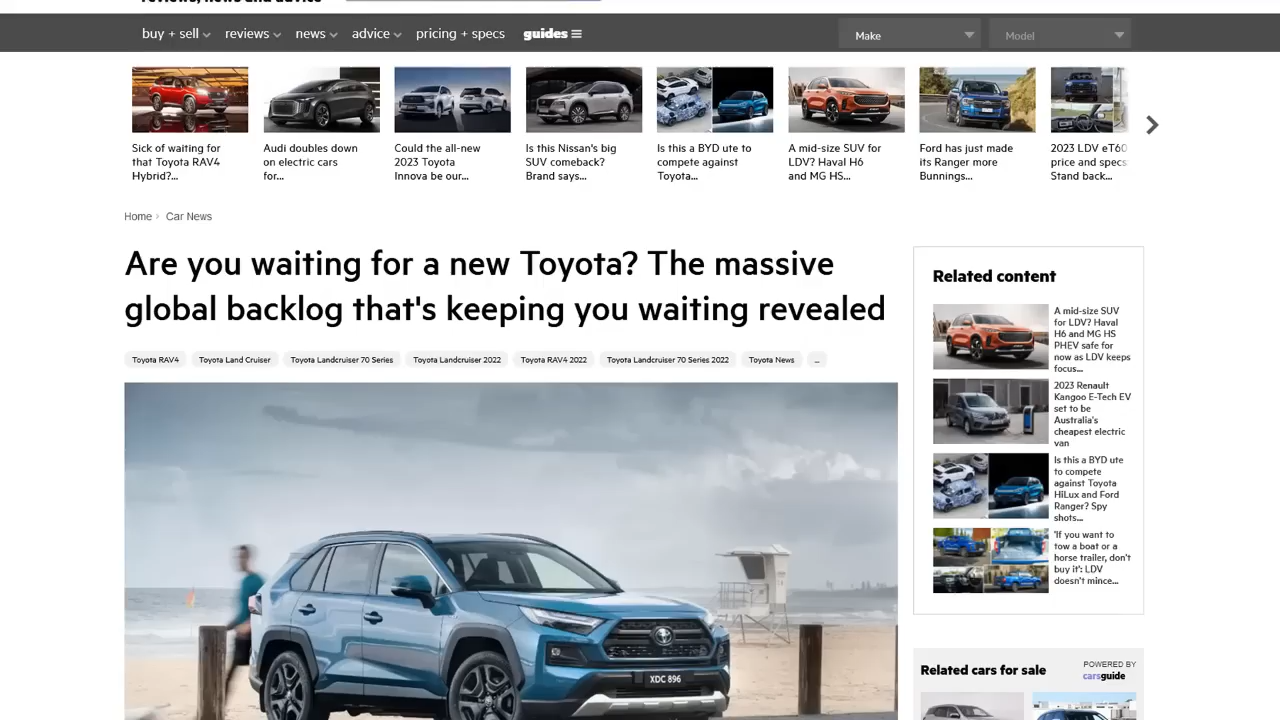 reviews, news and advice
buy + sell
reviews
news
advice
pricing + specs
guides
Make
Model
Sick of waiting for
that Toyota RAV4
Hybrid?...
Audi doubles down
on electric cars
for...
Could the all-new
2023 Toyota
Innova be our...
Is this Nissan's big
SUV comeback?
Brand says...
Is this a BYD ute to
compete against
Toyota...
A mid-size SUV for
LDV? Haval H6
and MG HS...
Ford has just made
its Ranger more
Bunnings...
2023 LDV eT60
price and specs:
Stand back...
Home › Car News
Are you waiting for a new Toyota? The massive
global backlog that's keeping you waiting revealed
Toyota RAV4
Toyota Land Cruiser
Toyota Landcruiser 70 Series
Toyota Landcruiser 2022
Toyota RAV4 2022
Toyota Landcruiser 70 Series 2022
Toyota News
...
XDC 896
Related content
A mid-size SUV
for LDV? Haval
H6 and MG HS
PHEV safe for
now as LDV keeps
focus...
2023 Renault
Kangoo E-Tech EV
set to be
Australia's
cheapest electric
van
Is this a BYD ute
to compete
against Toyota
HiLux and Ford
Ranger? Spy
shots...
'If you want to
tow a boat or a
horse trailer, don't
buy it': LDV
doesn't mince...
Related cars for sale
POWERED BY
carsguide